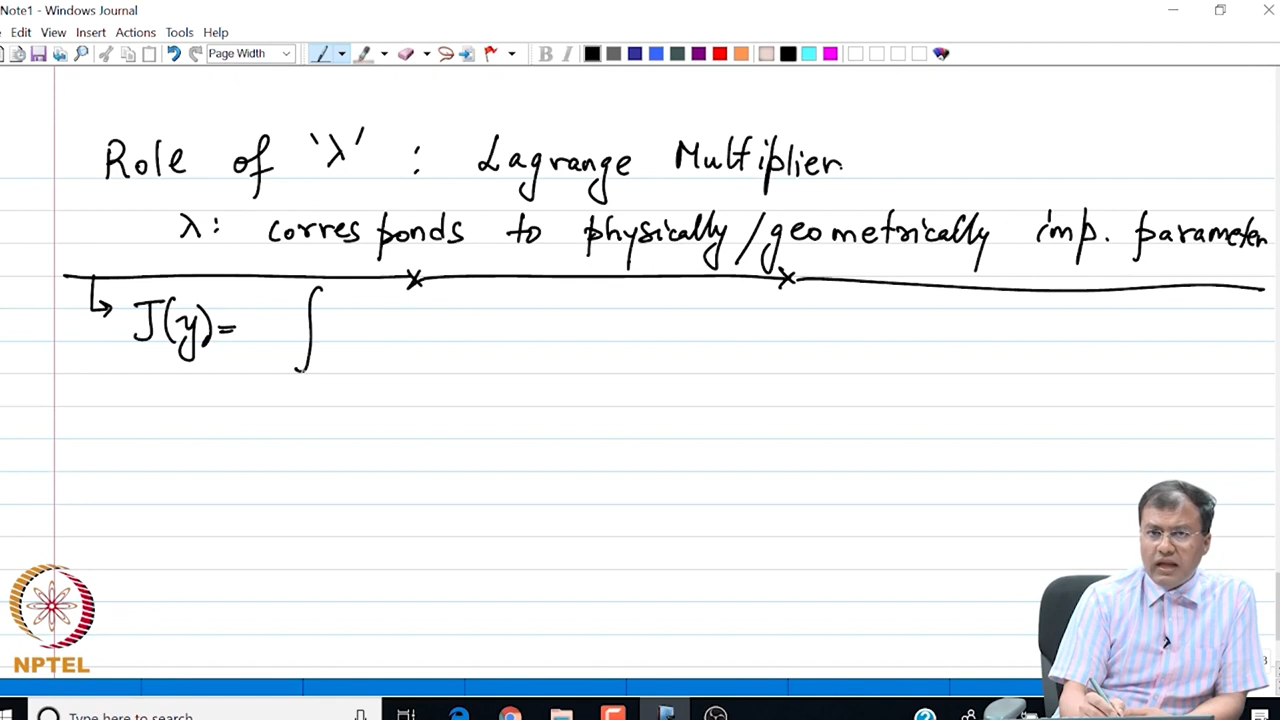 Note1 - Windows Journal
Edit View Insert Actions Tools Help
Page Width B I
Role of 'λ' : Lagrange Multiplier.
λ: corresponds to physically/geometrically imp. parameter
↳ J(y) = ∫
NPTEL
3
Type here to search